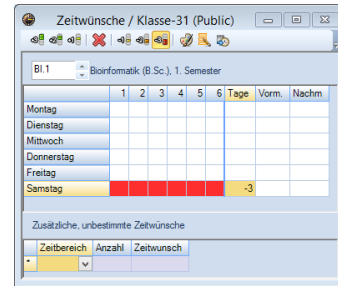 Zeitwünsche / Klasse-31 (Public)
BI.1 Bioinformatik (B.Sc.), 1. Semester
1 2 3 4 5 6 Tage Vorm. Nachm
Montag
Dienstag
Mittwoch
Donnerstag
Freitag
Samstag -3
Zusätzliche, unbestimmte Zeitwünsche
Zeitbereich Anzahl Zeitwunsch
*